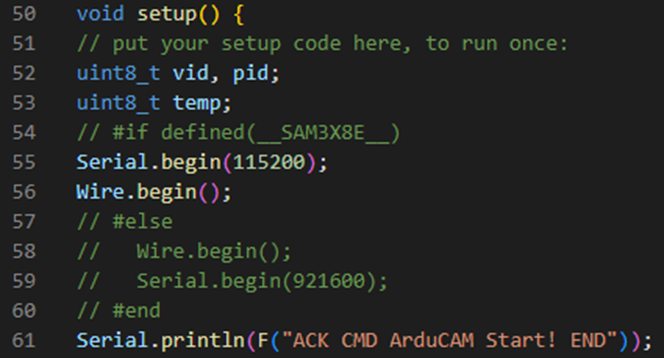 50 void setup() {
51 // put your setup code here, to run once:
52 uint8_t vid, pid;
53 uint8_t temp;
54 // #if defined(__SAM3X8E__)
55 Serial.begin(115200);
56 Wire.begin();
57 // #else
58 //   Wire.begin();
59 //   Serial.begin(921600);
60 // #end
61 Serial.println(F("ACK CMD ArduCAM Start! END"));